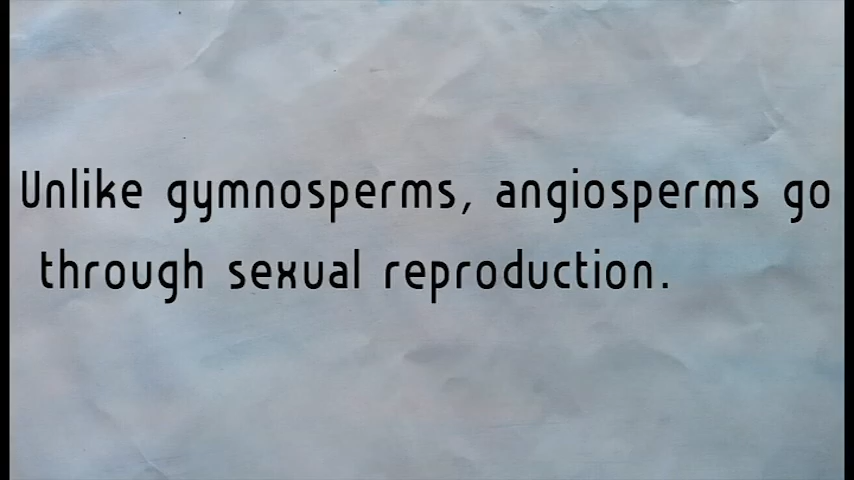 Unlike gymnosperms, angiosperms go
through sexual reproduction.